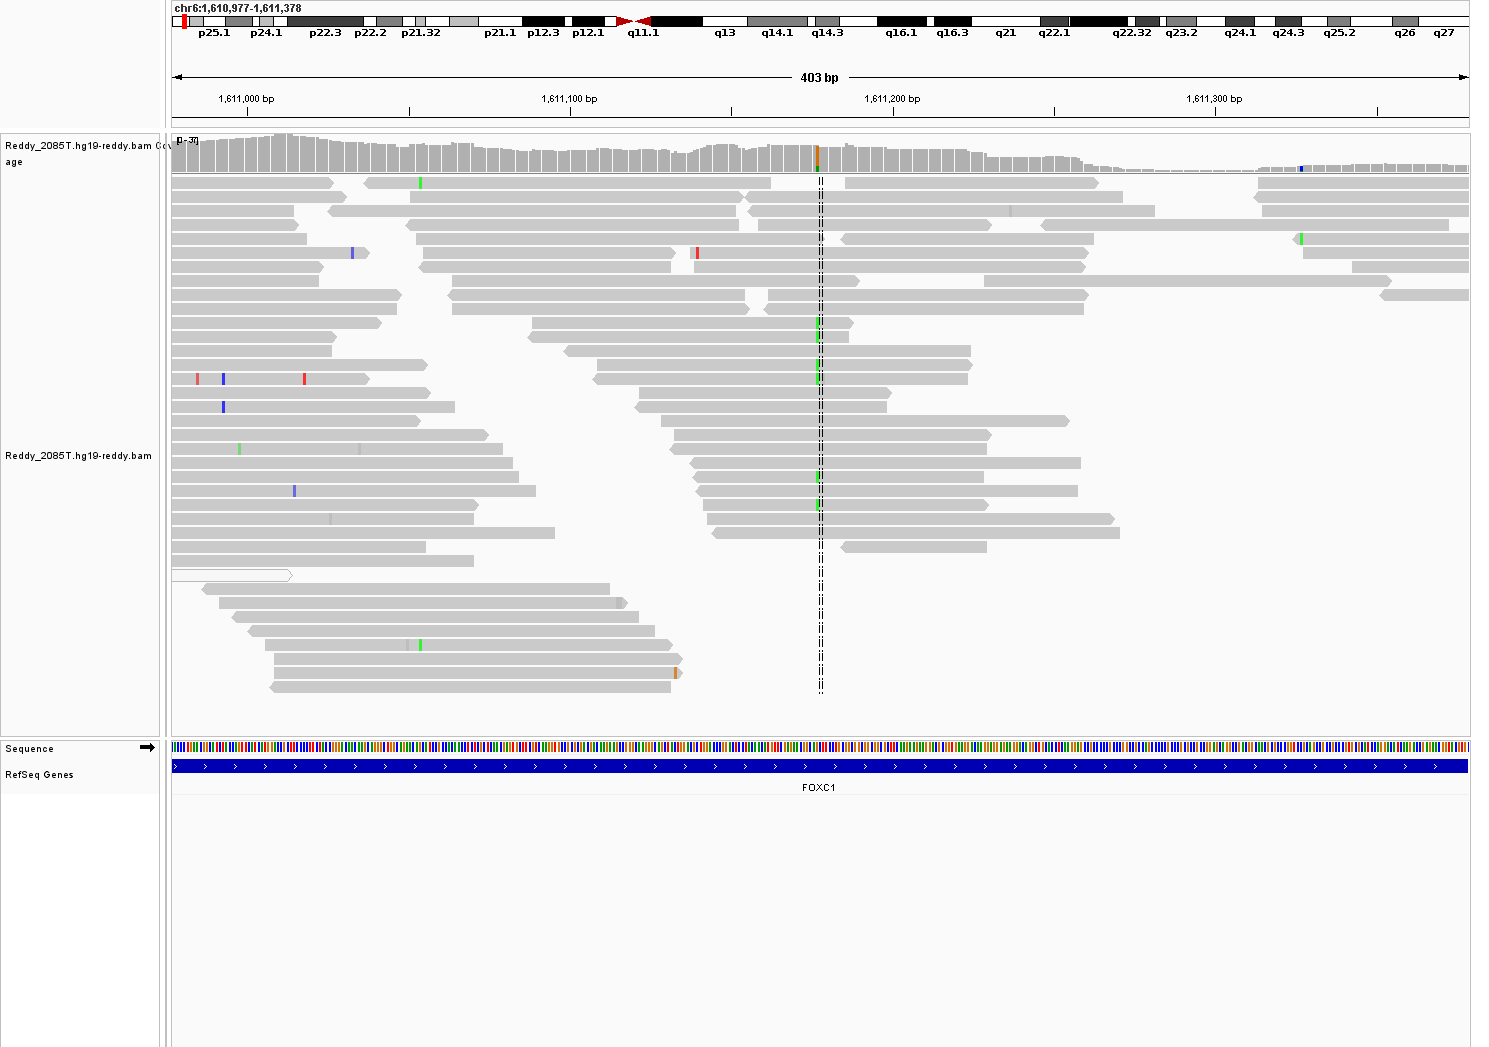 chr6:1,610,977-1,611,378
p25.1 p24.1 p22.3 p22.2 p21.32 p21.1 p12.3 p12.1 q11.1 q13 q14.1 q14.3 q16.1 q16.3 q21 q22.1 q22.32 q23.2 q24.1 q24.3 q25.2 q26 q27
403 bp
1,611,000 bp 1,611,100 bp 1,611,200 bp 1,611,300 bp
Reddy_2085T.hg19-reddy.bam Cov
age
Reddy_2085T.hg19-reddy.bam
Sequence
RefSeq Genes
FOXC1